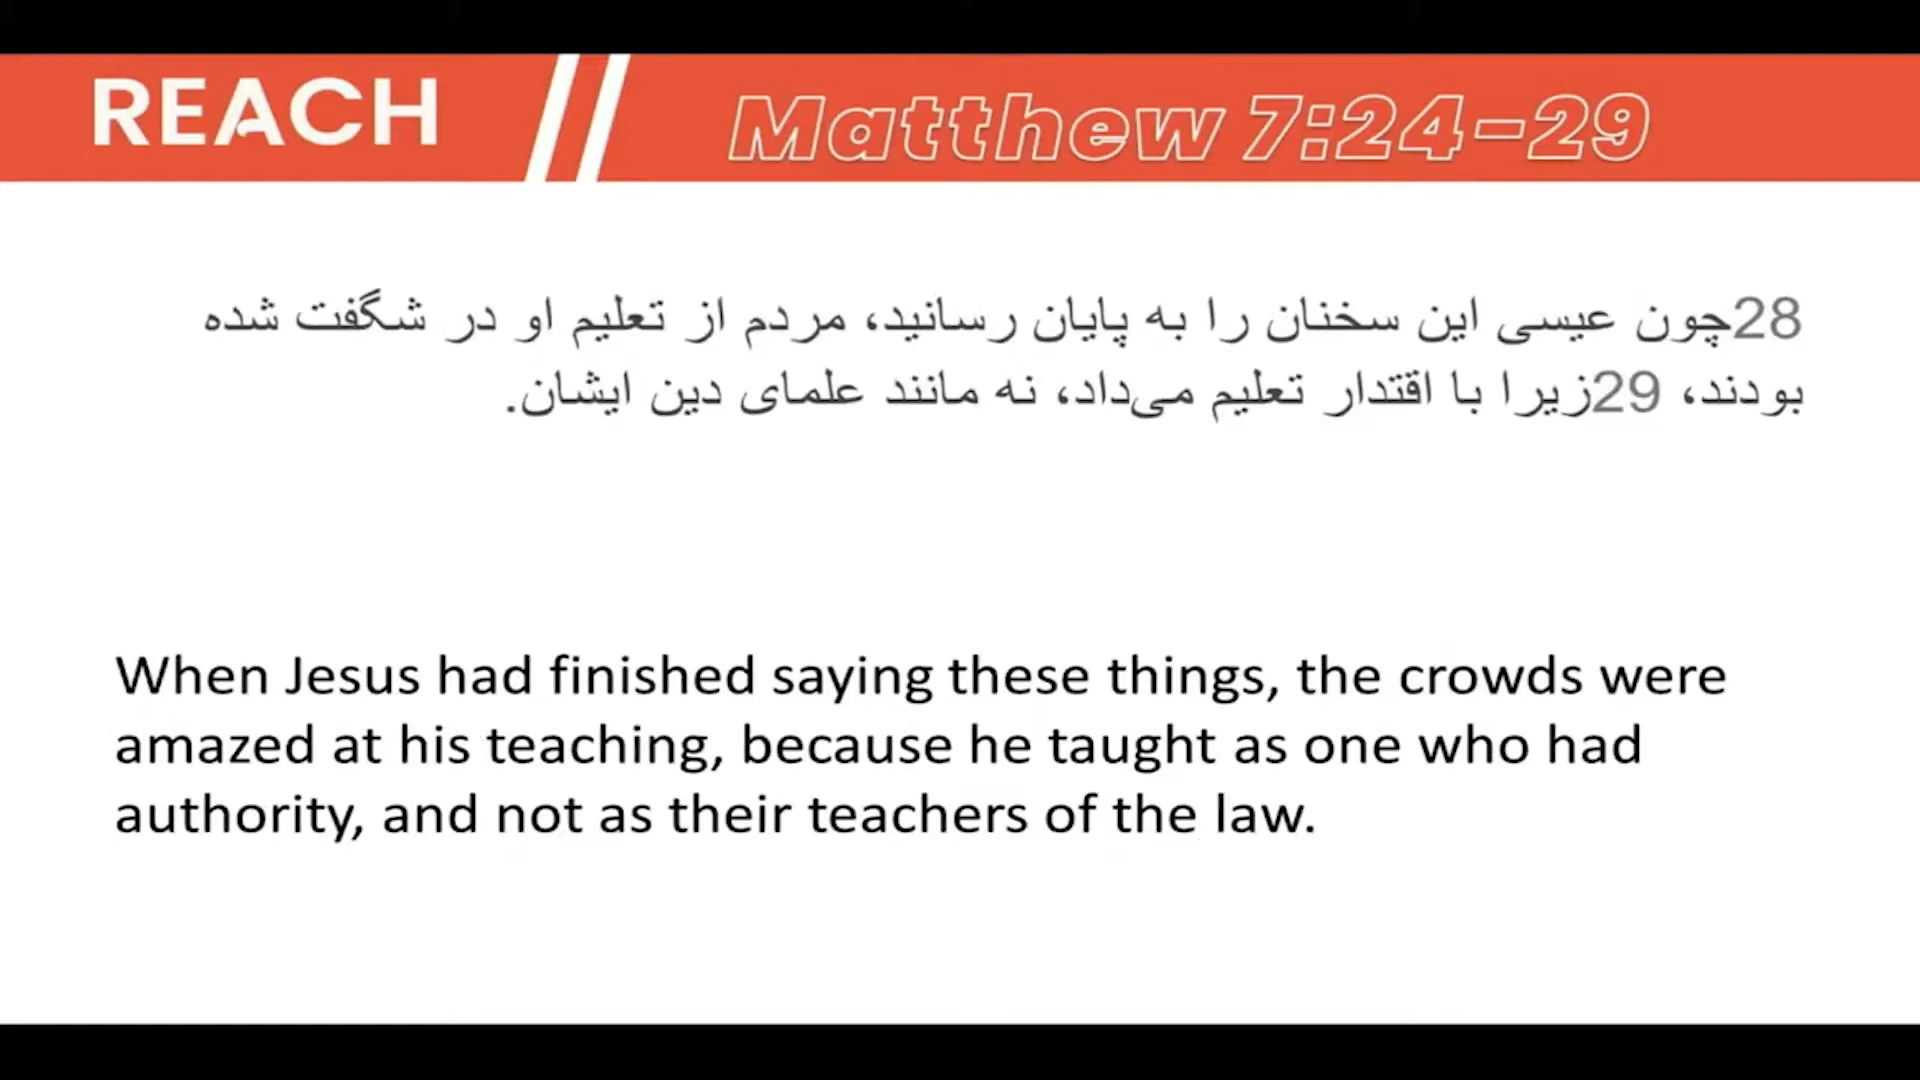 REACH // Matthew 7:24-29
28چون عیسی این سخنان را به پایان رسانید، مردم از تعلیم او در شگفت شده
بودند، 29زیرا با اقتدار تعلیم می‌داد، نه مانند علمای دین ایشان.
When Jesus had finished saying these things, the crowds were
amazed at his teaching, because he taught as one who had
authority, and not as their teachers of the law.